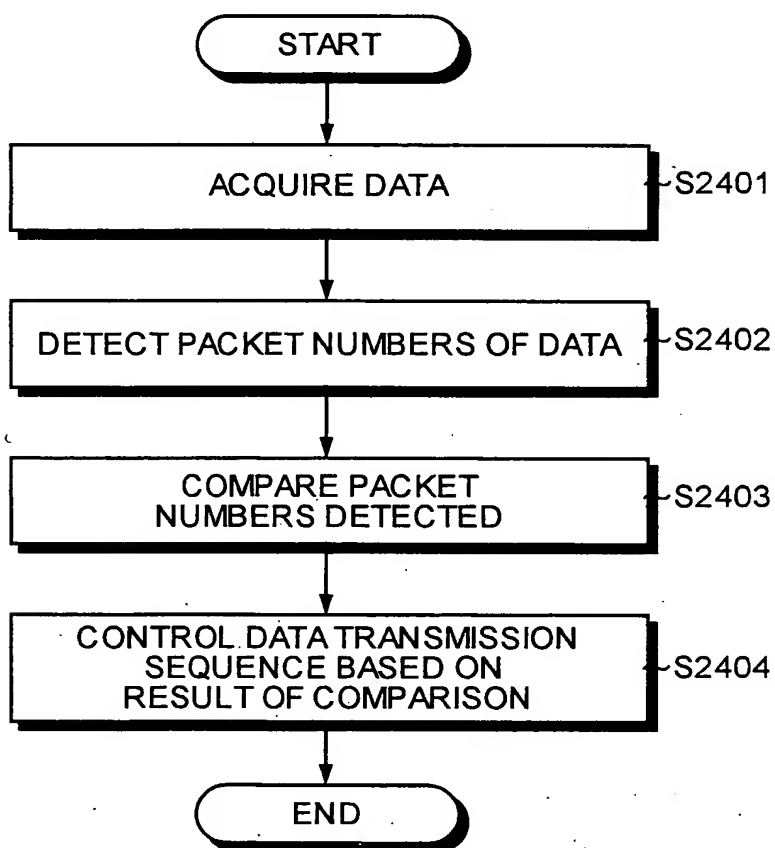 START
ACQUIRE DATA
S2401
DETECT PACKET NUMBERS OF DATA
S2402
COMPARE PACKET
NUMBERS DETECTED
S2403
CONTROL DATA TRANSMISSION
SEQUENCE BASED ON
RESULT OF COMPARISON
S2404
END